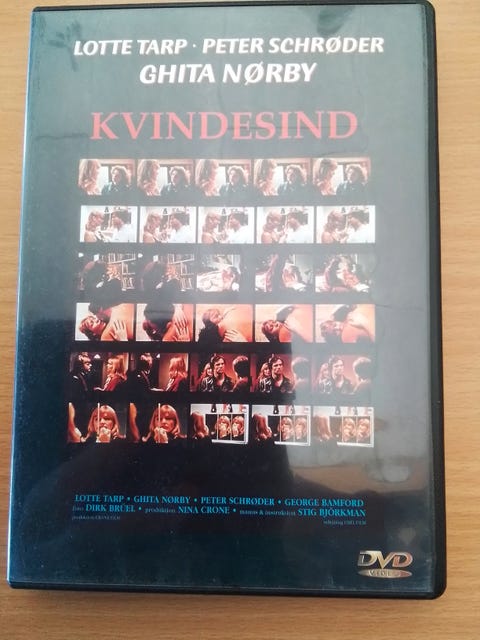 LOTTE TARP · PETER SCHRØDER
GHITA NØRBY
KVINDESIND
LOTTE TARP • GHITA NØRBY • PETER SCHRØDER • GEORGE BAMFORD
foto: DIRK BRÜEL • produktion NINA CRONE • manus & instruktion STIG BJÖRKMAN
DVD
VIDEO